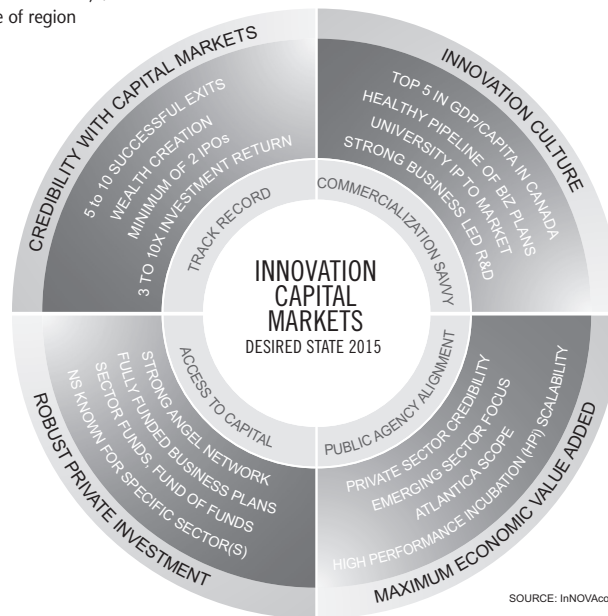 e of region
CREDIBILITY WITH CAPITAL MARKETS
5 to 10 SUCCESSFUL EXITS
WEALTH CREATION
MINIMUM OF 2 IPOs
3 TO 10X INVESTMENT RETURN
TRACK RECORD
INNOVATION CULTURE
TOP 5 IN GDP/CAPITA IN CANADA
HEALTHY PIPELINE OF BIZ PLANS
UNIVERSITY IP TO MARKET
STRONG BUSINESS LED R&D
COMMERCIALIZATION SAVVY
INNOVATION
CAPITAL
MARKETS
DESIRED STATE 2015
ACCESS TO CAPITAL
STRONG ANGEL NETWORK
FULLY FUNDED BUSINESS PLANS
SECTOR FUNDS, FUND OF FUNDS
NS KNOWN FOR SPECIFIC SECTOR(S)
ROBUST PRIVATE INVESTMENT
PUBLIC AGENCY ALIGNMENT
PRIVATE SECTOR CREDIBILITY
EMERGING SECTOR FOCUS
ATLANTICA SCOPE
HIGH PERFORMANCE INCUBATION (HPI) SCALABILITY
MAXIMUM ECONOMIC VALUE ADDED
SOURCE: InNOVAco